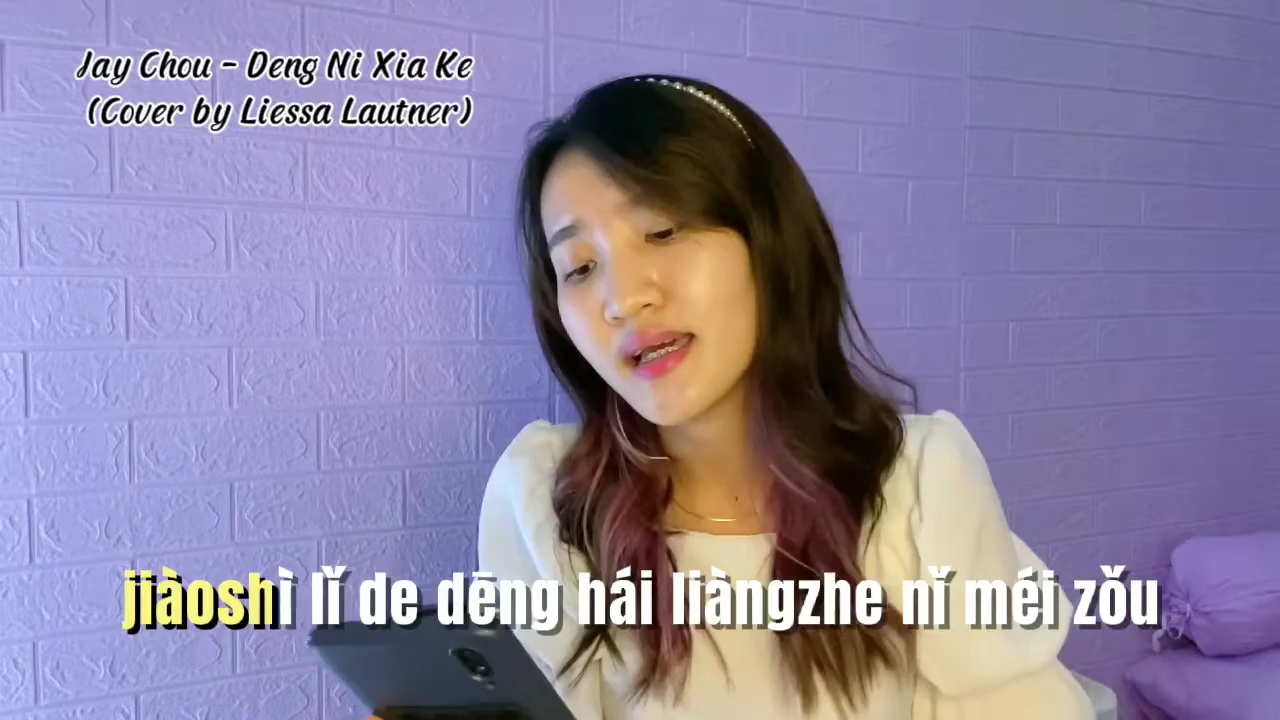 Jay Chou - Deng Ni Xia Ke
(Cover by Liessa Lautner)
jiàoshì lǐ de dēng hái liàngzhe nǐ méi zǒu